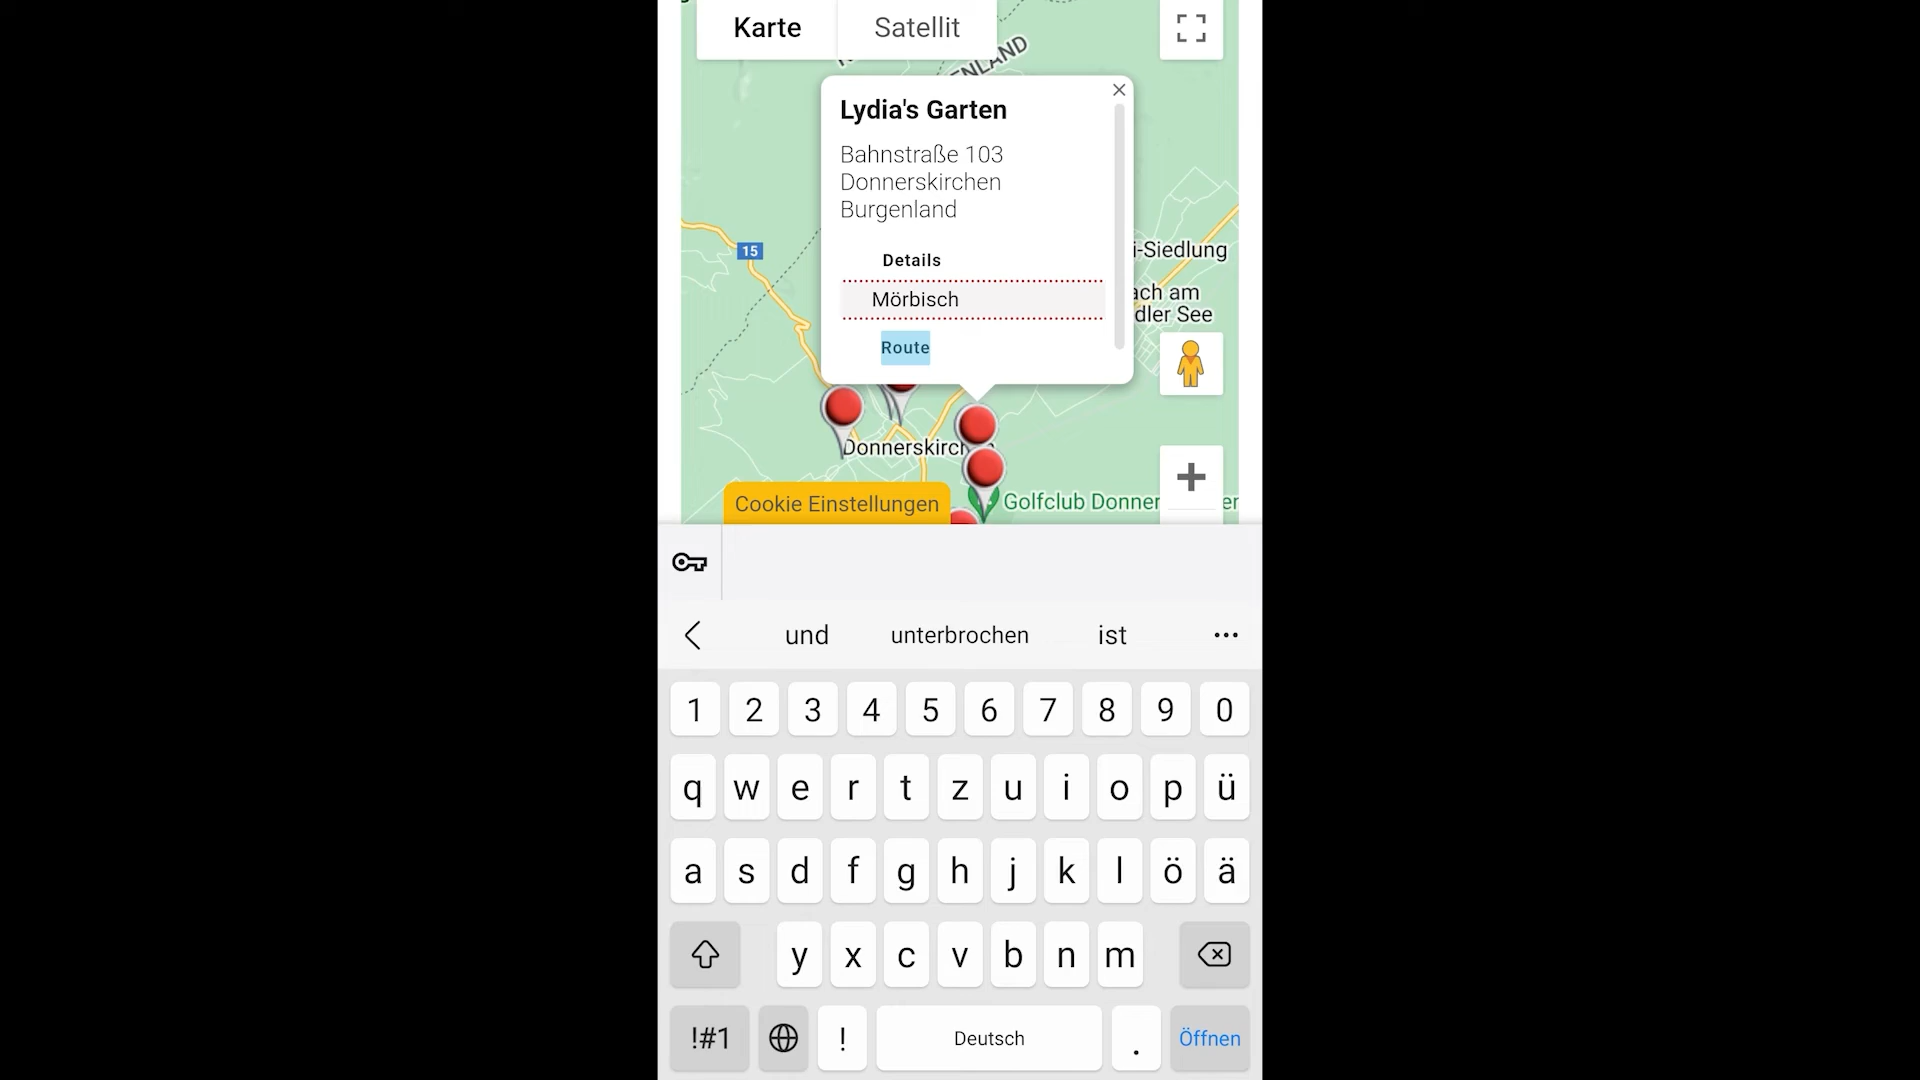 Karte Satellit
ENLAND
Lydia's Garten
Bahnstraße 103
Donnerskirchen
Burgenland
Details
Mörbisch
Route
15
i-Siedlung
ach am
dler See
Donnerskirch
Cookie Einstellungen
Golfclub Donner er
und unterbrochen ist ...
1 2 3 4 5 6 7 8 9 0
q w e r t z u i o p ü
a s d f g h j k l ö ä
y x c v b n m
!#1 ! Deutsch . Öffnen